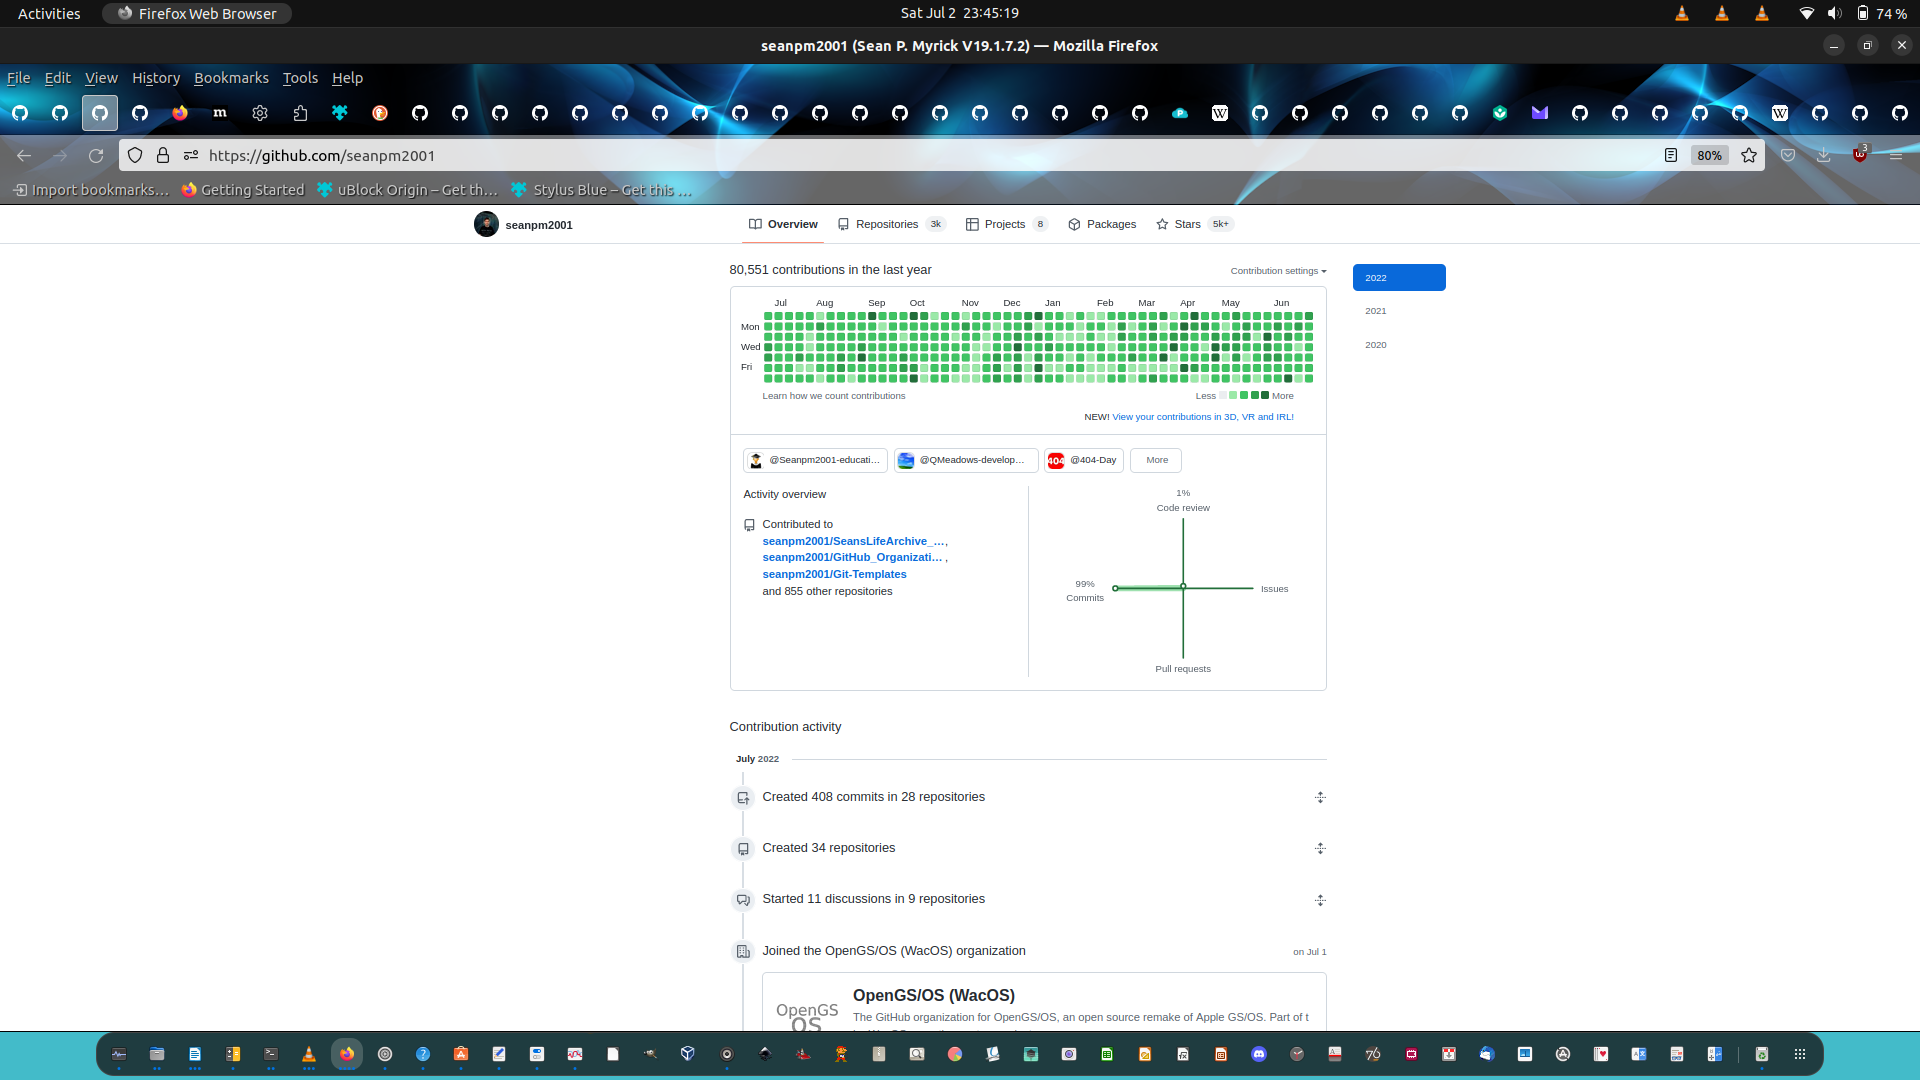 Activities
Firefox Web Browser
Sat Jul 2 23:45:19
74 %
seanpm2001 (Sean P. Myrick V19.1.7.2) — Mozilla Firefox
File Edit View History Bookmarks Tools Help
https://github.com/seanpm2001
80%
3
Import bookmarks… Getting Started uBlock Origin – Get th… Stylus Blue – Get this …
seanpm2001
Overview Repositories 3k Projects 8 Packages Stars 5k+
80,551 contributions in the last year
Contribution settings
2022
2021
2020
Jul Aug Sep Oct Nov Dec Jan Feb Mar Apr May Jun
Mon
Wed
Fri
Learn how we count contributions
Less More
NEW! View your contributions in 3D, VR and IRL!
@Seanpm2001-educati… @QMeadows-develop… 404 @404-Day More
Activity overview
Contributed to
seanpm2001/SeansLifeArchive_…,
seanpm2001/GitHub_Organizati… ,
seanpm2001/Git-Templates
and 855 other repositories
1%
Code review
99%
Commits
Issues
Pull requests
Contribution activity
July 2022
Created 408 commits in 28 repositories
Created 34 repositories
Started 11 discussions in 9 repositories
Joined the OpenGS/OS (WacOS) organization
on Jul 1
OpenGS
OS
OpenGS/OS (WacOS)
The GitHub organization for OpenGS/OS, an open source remake of Apple GS/OS. Part of t